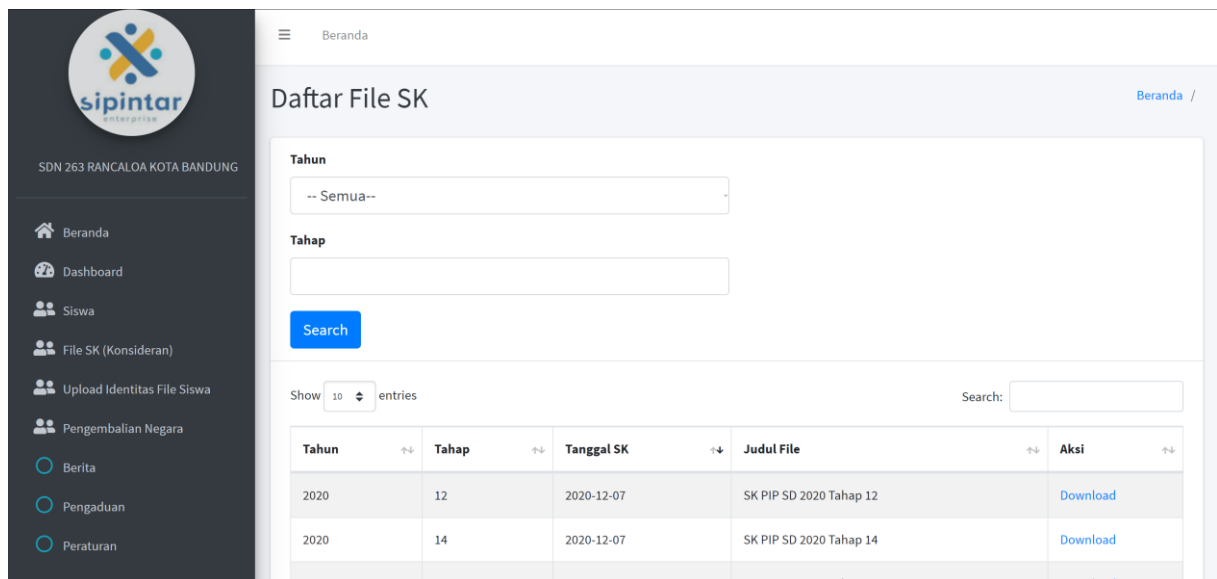 sipintar
enterprise
SDN 263 RANCALOA KOTA BANDUNG
Beranda
Dashboard
Siswa
File SK (Konsideran)
Upload Identitas File Siswa
Pengembalian Negara
Berita
Pengaduan
Peraturan
Beranda
Daftar File SK
Beranda /
Tahun
-- Semua--
Tahap
Search
Show 10 entries
Search:
Tahun Tahap Tanggal SK Judul File Aksi
2020 12 2020-12-07 SK PIP SD 2020 Tahap 12 Download
2020 14 2020-12-07 SK PIP SD 2020 Tahap 14 Download